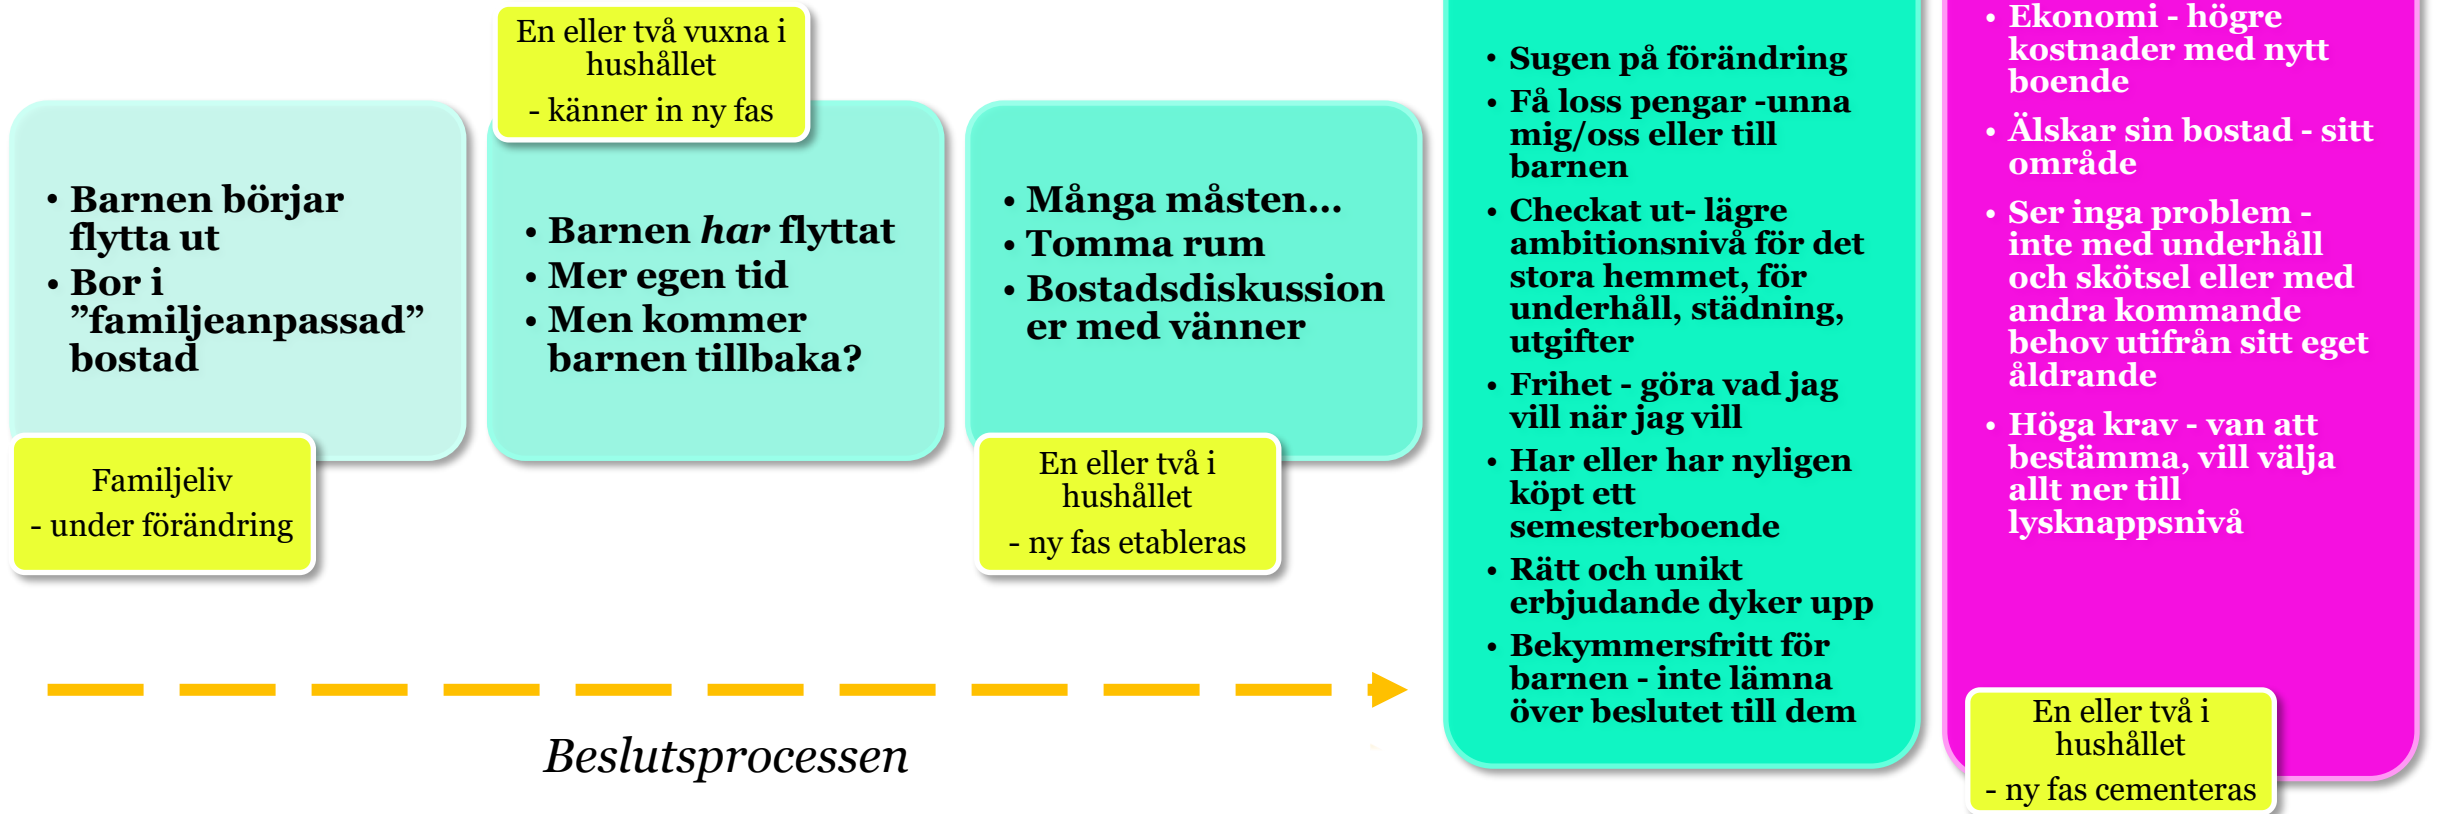 • Barnen börjar
flytta ut
• Bor i
”familjeanpassad”
bostad
Familjeliv
- under förändring
En eller två vuxna i
hushållet
- känner in ny fas
• Barnen har flyttat
• Mer egen tid
• Men kommer
barnen tillbaka?
• Många måsten…
• Tomma rum
• Bostadsdiskussion
er med vänner
En eller två i
hushållet
- ny fas etableras
• Sugen på förändring
• Få loss pengar -unna
mig/oss eller till
barnen
• Checkat ut- lägre
ambitionsnivå för det
stora hemmet, för
underhåll, städning,
utgifter
• Frihet - göra vad jag
vill när jag vill
• Har eller har nyligen
köpt ett
semesterboende
• Rätt och unikt
erbjudande dyker upp
• Bekymmersfritt för
barnen - inte lämna
över beslutet till dem
• Ekonomi - högre
kostnader med nytt
boende
• Älskar sin bostad - sitt
område
• Ser inga problem -
inte med underhåll
och skötsel eller med
andra kommande
behov utifrån sitt eget
åldrande
• Höga krav - van att
bestämma, vill välja
allt ner till
lysknappsnivå
En eller två i
hushållet
- ny fas cementeras
Beslutsprocessen